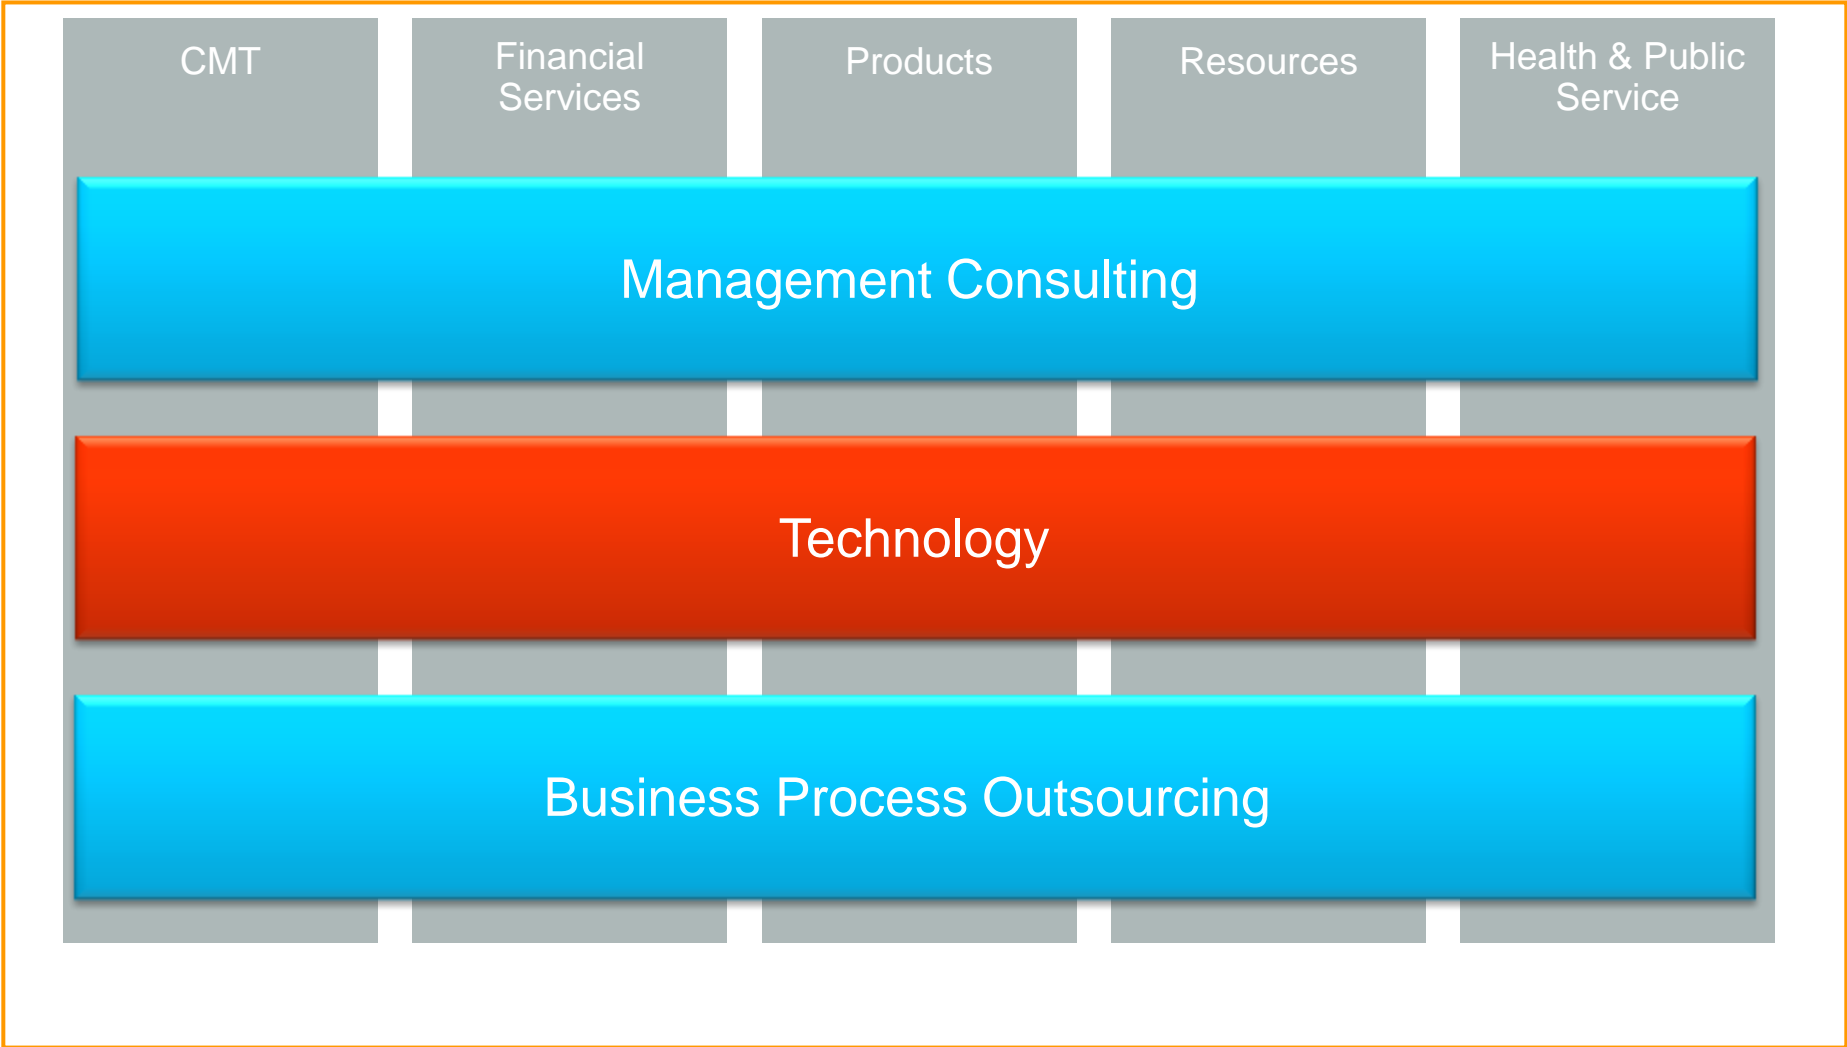 CMT
Financial
Services
Products
Resources
Health & Public
Service
Management Consulting
Technology
Business Process Outsourcing